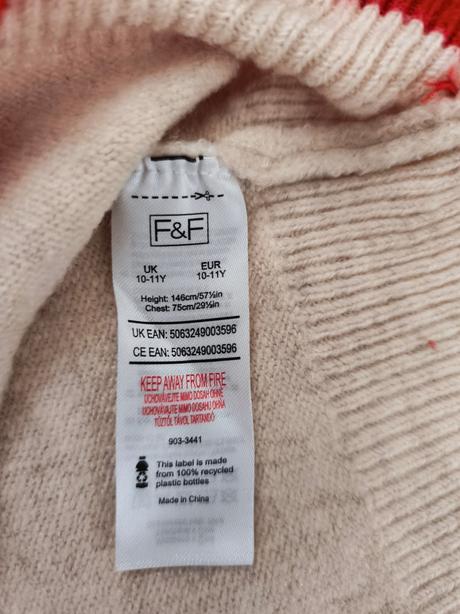 F&F
UK EUR
10-11Y 10-11Y
Height: 146cm/57½in
Chest: 75cm/29½in
UK EAN: 5063249003596
CE EAN: 5063249003596
KEEP AWAY FROM FIRE
UCHOVÁVEJTE MIMO DOSAH OHNĚ
UCHOVÁVAJTE MIMO DOSAHU OHŇA
TŰZTŐL TÁVOL TARTANDÓ
903-3441
This label is made
from 100% recycled
plastic bottles
Made in China